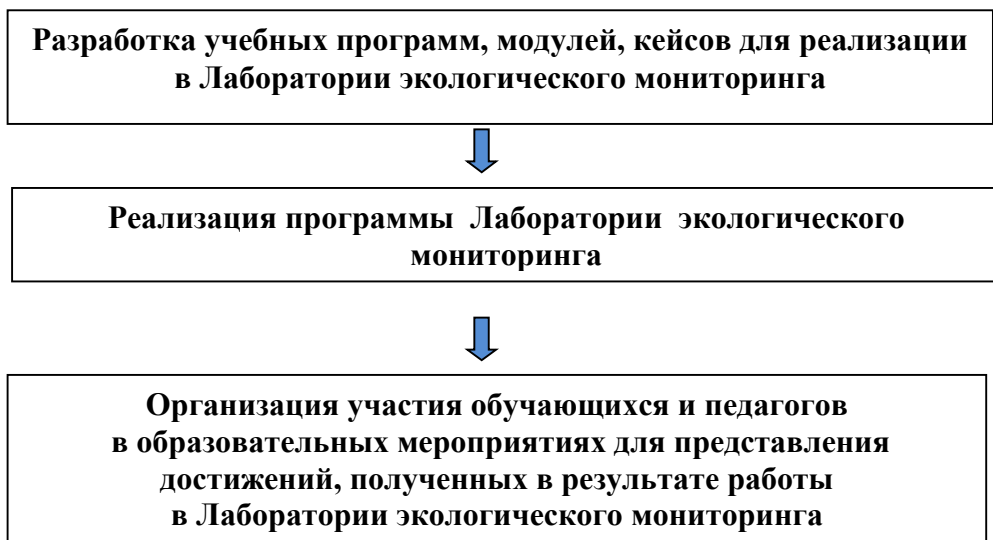 Разработка учебных программ, модулей, кейсов для реализации
в Лаборатории экологического мониторинга
Реализация программы Лаборатории экологического
мониторинга
Организация участия обучающихся и педагогов
в образовательных мероприятиях для представления
достижений, полученных в результате работы
в Лаборатории экологического мониторинга